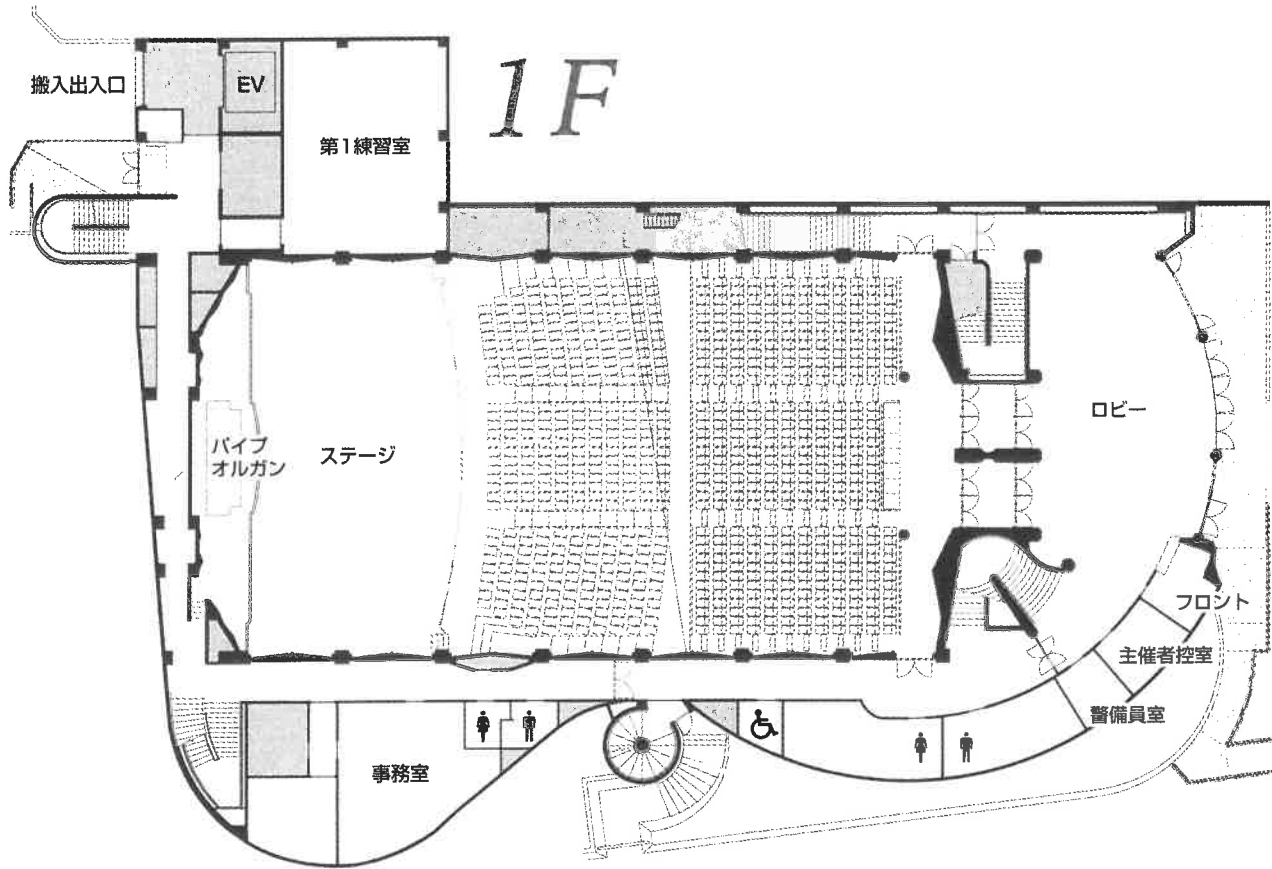 1F
搬入出入口
EV
第1練習室
パイプ
オルガン
ステージ
ロビー
フロント
主催者控室
警備員室
事務室